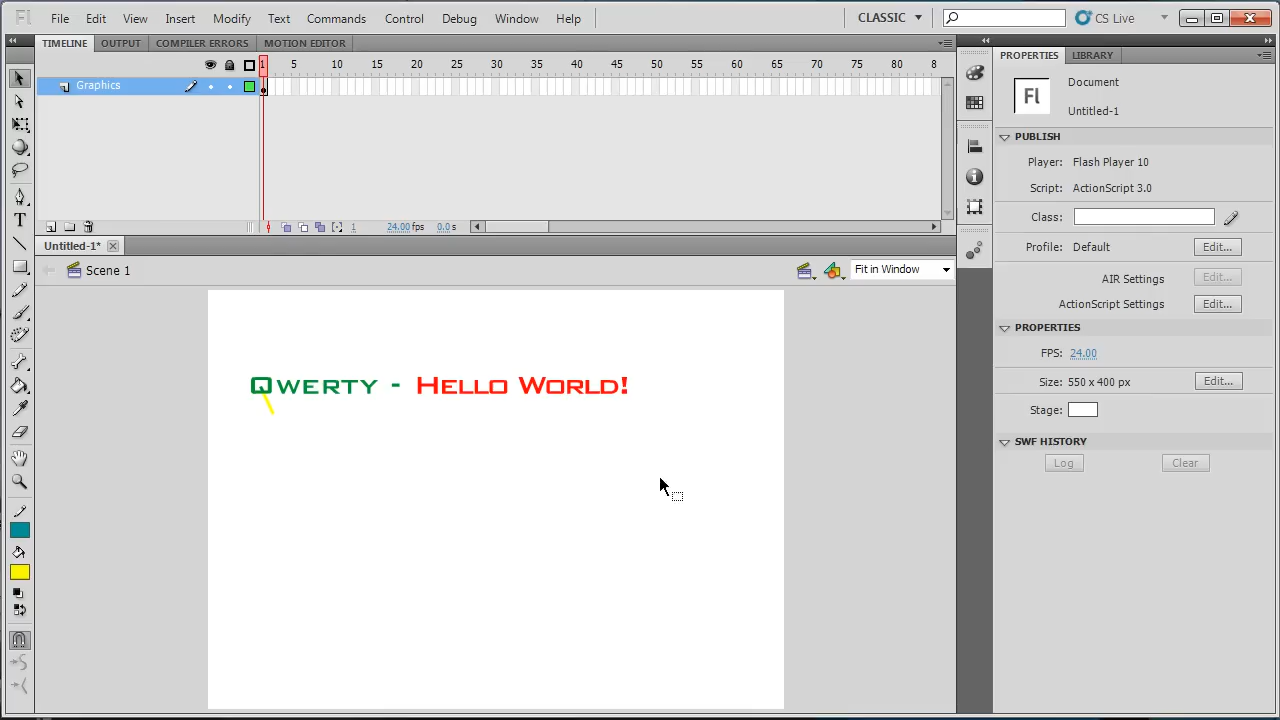 Fl File Edit View Insert Modify Text Commands Control Debug Window Help CLASSIC CS Live
TIMELINE OUTPUT COMPILER ERRORS MOTION EDITOR
1 5 10 15 20 25 30 35 40 45 50 55 60 65 70 75 80 8
Graphics
1 24.00 fps 0.0 s
Untitled-1*
Scene 1
Fit in Window
QWERTY - HELLO WORLD!
PROPERTIES LIBRARY
Fl
Document
Untitled-1
PUBLISH
Player: Flash Player 10
Script: ActionScript 3.0
Class:
Profile: Default Edit...
AIR Settings Edit...
ActionScript Settings Edit...
PROPERTIES
FPS: 24.00
Size: 550 x 400 px Edit...
Stage:
SWF HISTORY
Log Clear